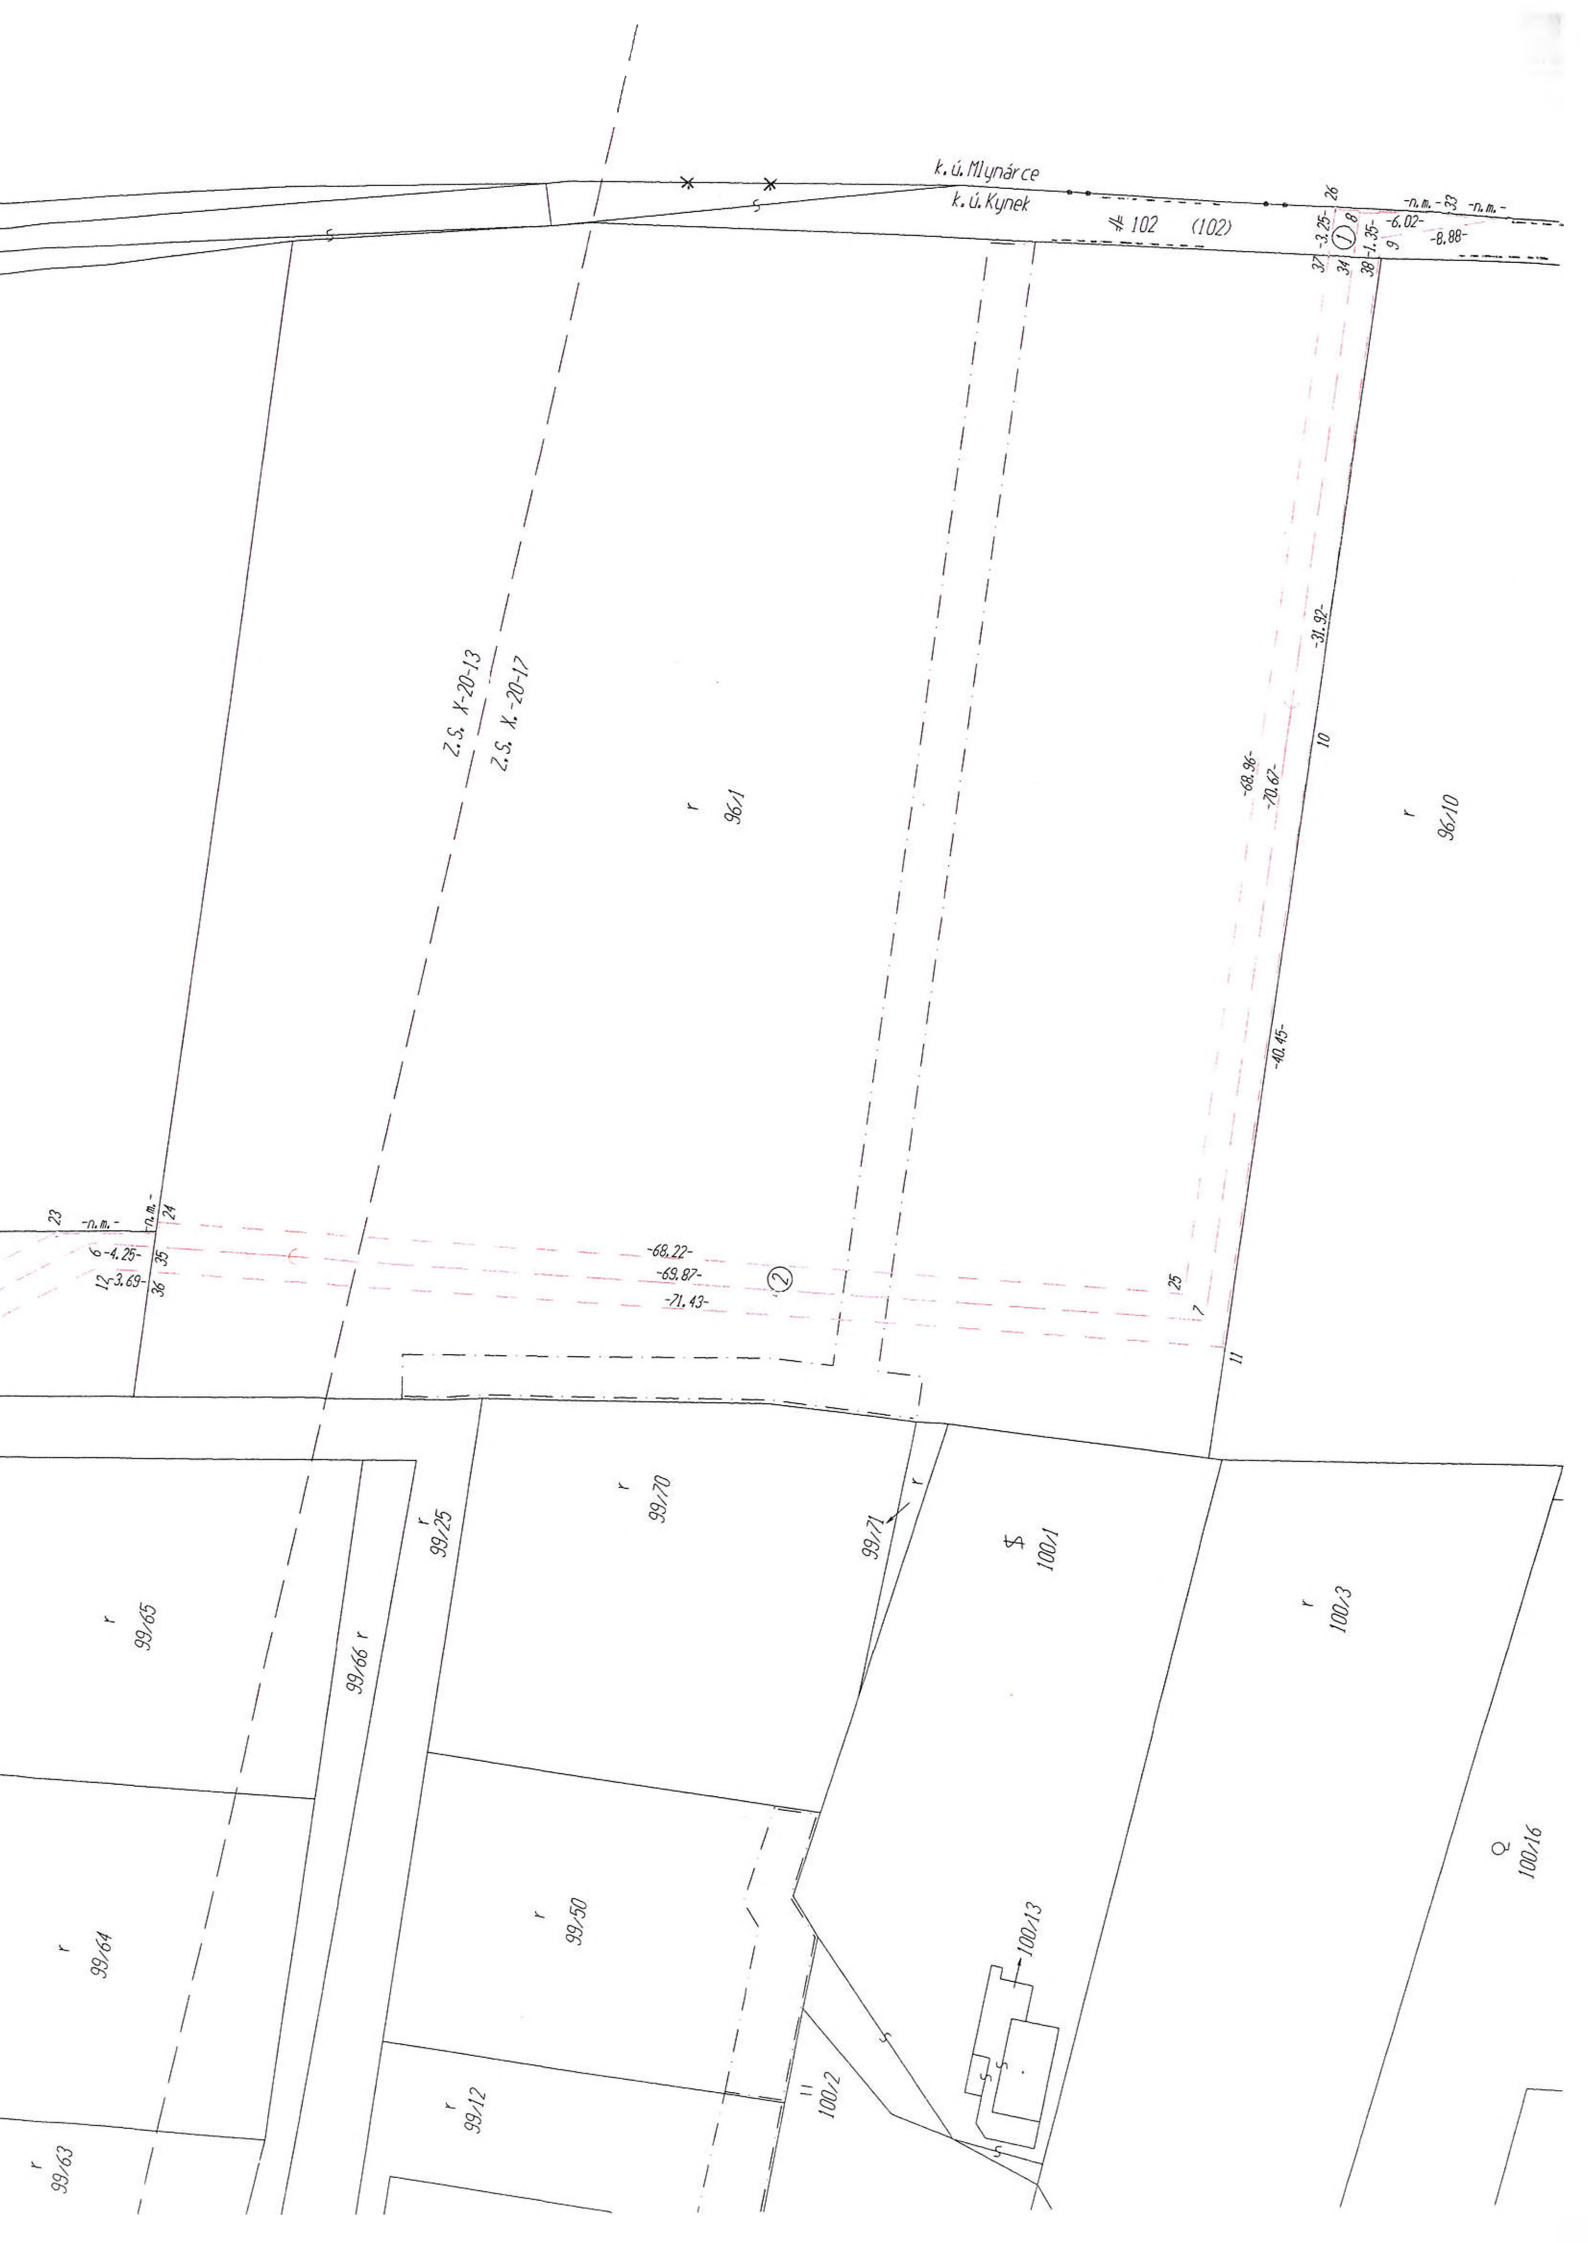 k.ú.Mlynárce
k.ú.Kynek
102 (102)
26
-n.m.-
33
-n.m.-
-3.25-
1
8
-1.35-
-6.02-
9
-8.88-
37
34
38
-31.92-
10
Z.S. X-20-13
Z.S. X.-20-17
r
96/1
-68.96-
-70.67-
r
96/10
-40.45-
23
-n.m.-
-n.m.-
24
6
-4.25-
35
12
-3.69-
36
-68.22-
-69.87-
-71.43-
2
25
7
11
r
99/65
99/66 r
r
99/25
r
99/70
99/71
r
100/1
r
100/3
r
99/64
r
99/50
100/13
100/16
r
99/63
r
99/12
100/2